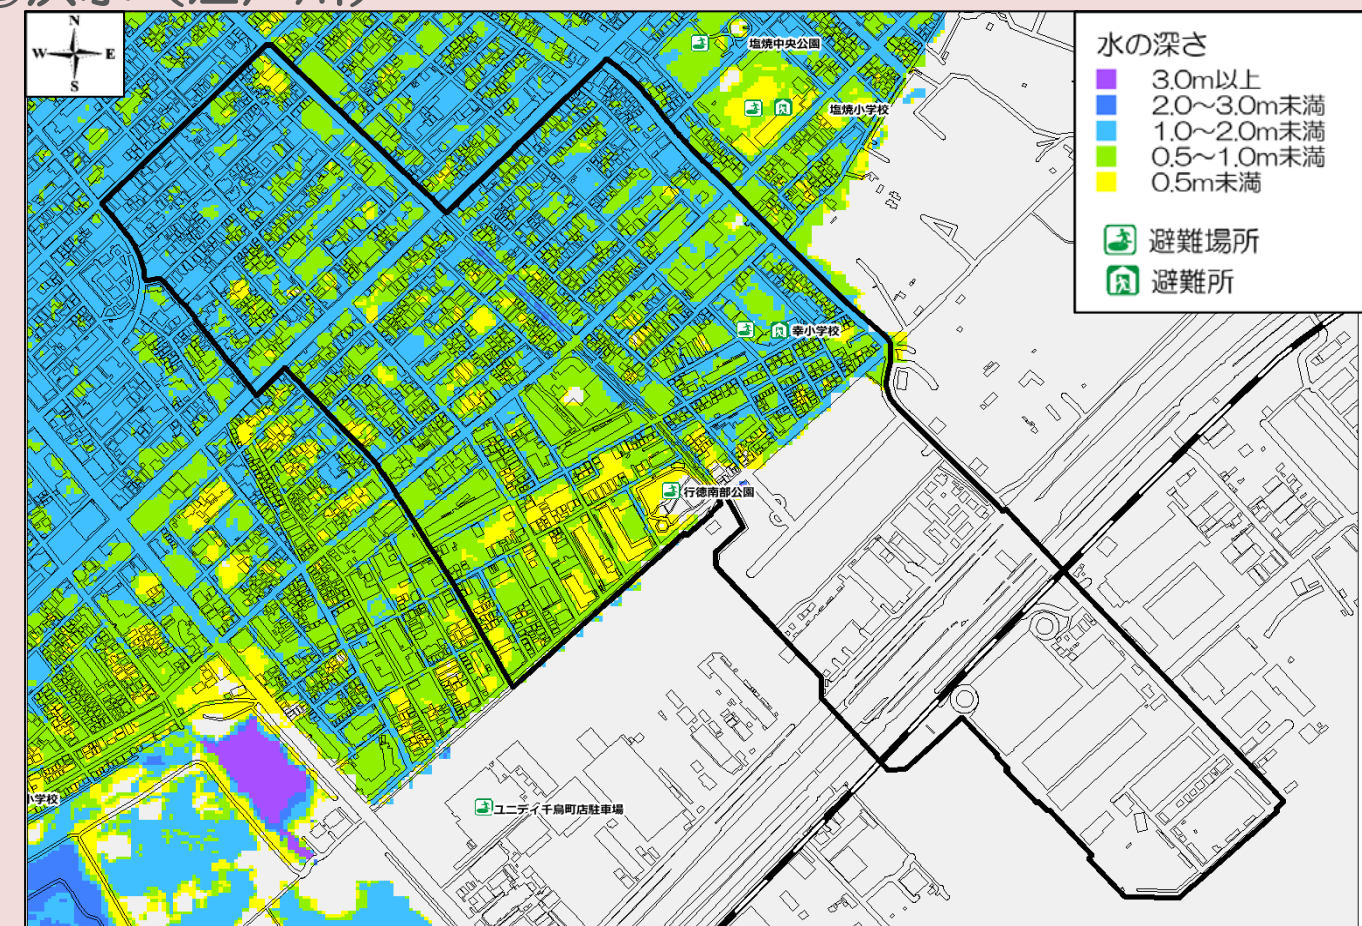 N
W E
S
水の深さ
3.0m以上
2.0～3.0m未満
1.0～2.0m未満
0.5～1.0m未満
0.5m未満
避難場所
避難所
塩焼中央公園
塩焼小学校
幸小学校
行徳南部公園
ユニディ千鳥町店駐車場
小学校